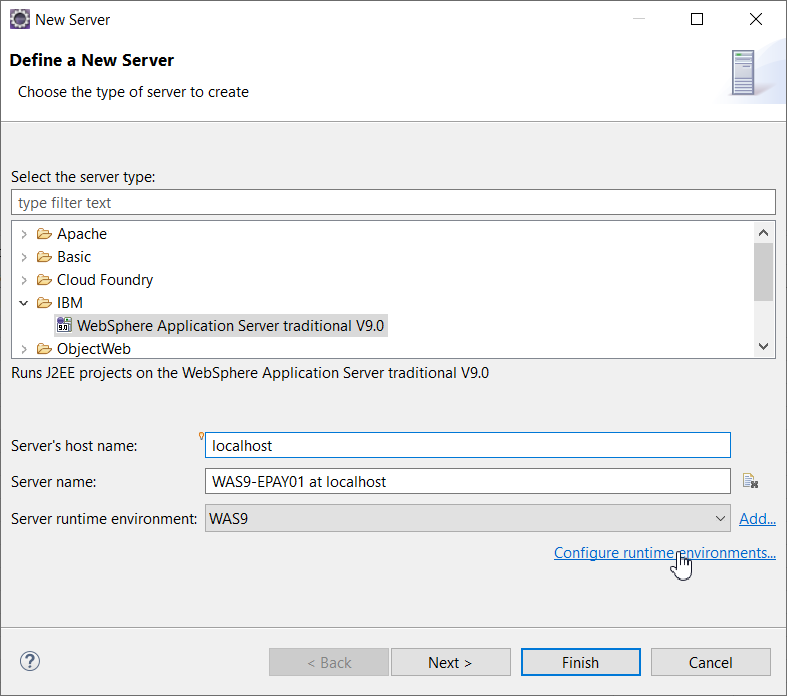 New Server
Define a New Server
Choose the type of server to create
Select the server type:
type filter text
Apache
Basic
Cloud Foundry
IBM
9.0 WebSphere Application Server traditional V9.0
ObjectWeb
Runs J2EE projects on the WebSphere Application Server traditional V9.0
Server's host name: localhost
Server name: WAS9-EPAY01 at localhost
Server runtime environment: WAS9 Add...
Configure runtime environments...
? < Back Next > Finish Cancel